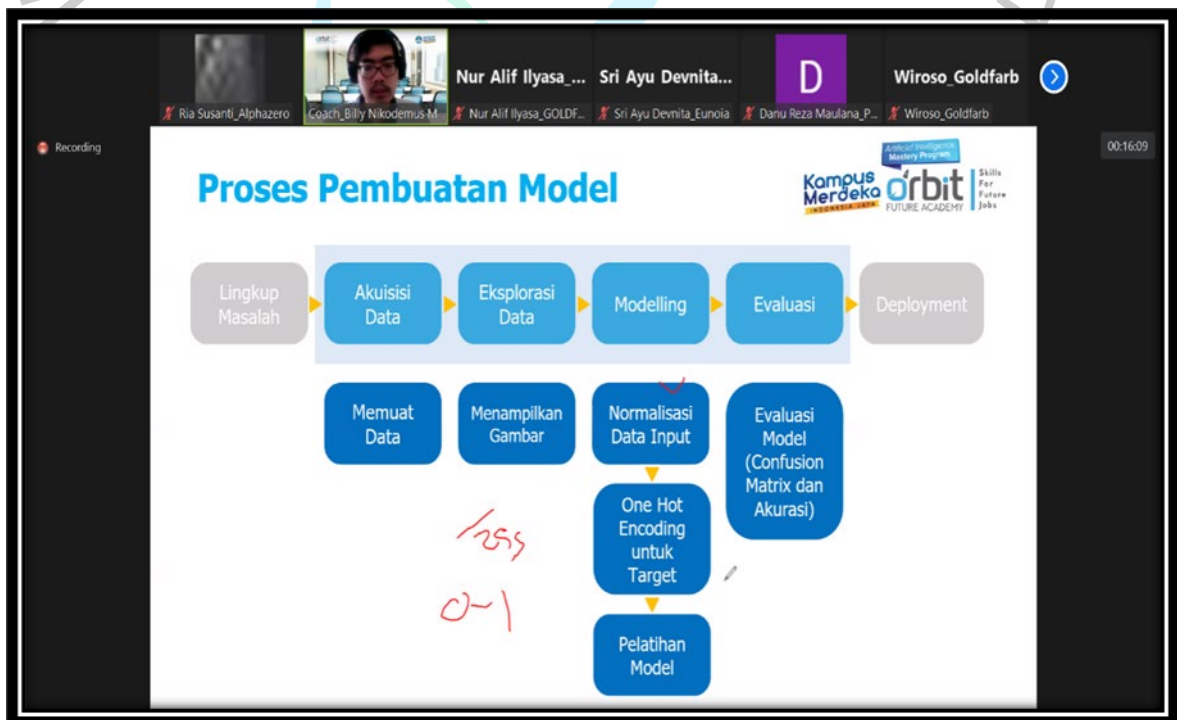 Nur Alif Ilyasa_...
Sri Ayu Devnita...
D
Wiroso_Goldfarb
Ria Susanti_Alphazero
Coach_Billy Nikodemus M
Nur Alif Ilyasa_GOLDF...
Sri Ayu Devnita_Eunoia
Danu Reza Maulana_P...
Wiroso_Goldfarb
Recording
00:16:09
Proses Pembuatan Model
Kampus
Merdeka
INDONESIA JAYA
Artificial Intelligence
Mastery Program
orbit
FUTURE ACADEMY
Skills
For
Future
Jobs
Lingkup
Masalah
Akuisisi
Data
Eksplorasi
Data
Modelling
Evaluasi
Deployment
Memuat
Data
Menampilkan
Gambar
Normalisasi
Data Input
Evaluasi
Model
(Confusion
Matrix dan
Akurasi)
One Hot
Encoding
untuk
Target
/255
0-1
Pelatihan
Model